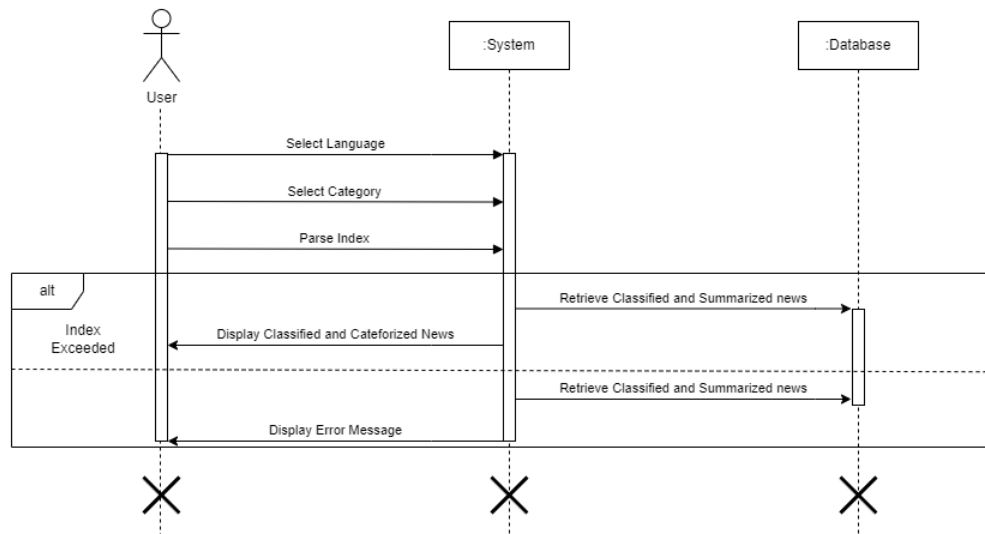 :System
:Database
User
Select Language
Select Category
Parse Index
alt
Retrieve Classified and Summarized news
Index
Exceeded
Display Classified and Cateforized News
Retrieve Classified and Summarized news
Display Error Message